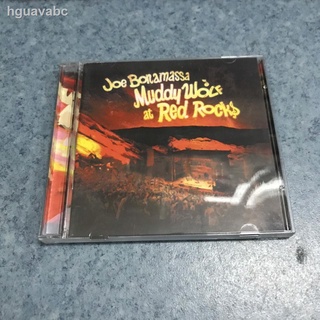 hguavabc
Joe Bonamassa
Muddy Wolf
at Red Rocks